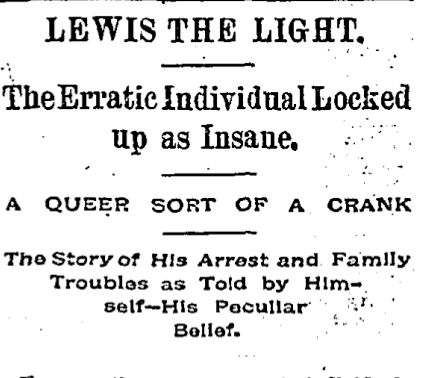 LEWIS THE LIGHT.
The Erratic Individual Locked
up as Insane.
A QUEER SORT OF A CRANK
The Story of His Arrest and Family
Troubles as Told by Him-
self—His Peculiar
Belief.